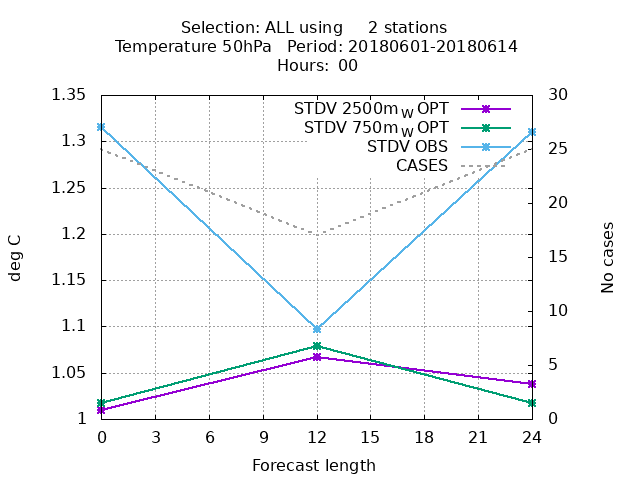 Selection: ALL using     2 stations
Temperature 50hPa   Period: 20180601-20180614
Hours:  00
STDV 2500m W OPT
STDV 750m W OPT
STDV OBS
CASES
1.35
1.3
1.25
1.2
1.15
1.1
1.05
1
deg C
30
25
20
15
10
5
0
No cases
0 3 6 9 12 15 18 21 24
Forecast length